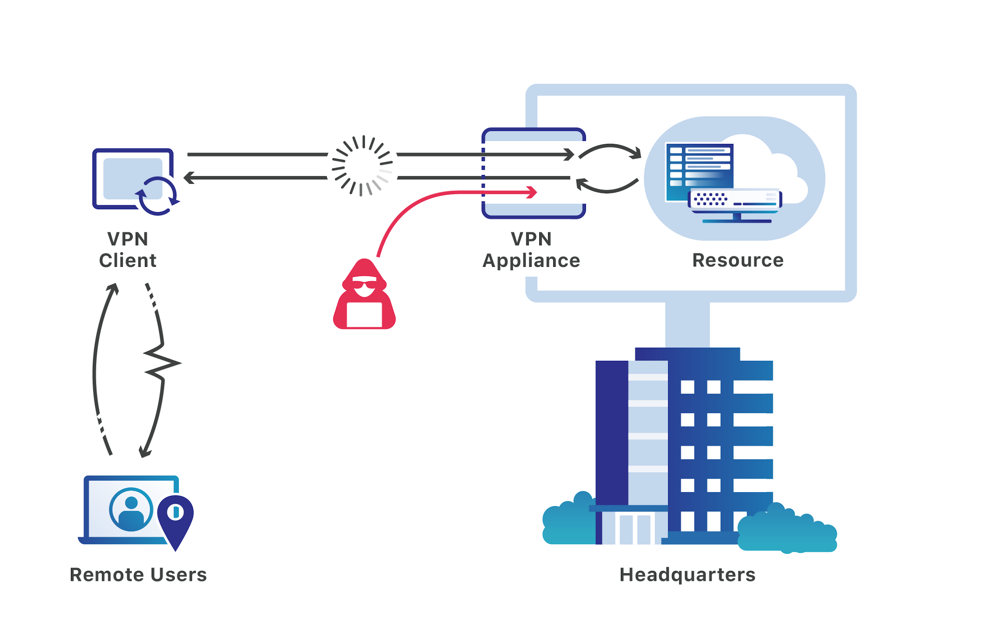 VPN
Client
VPN
Appliance
Resource
Remote Users
Headquarters